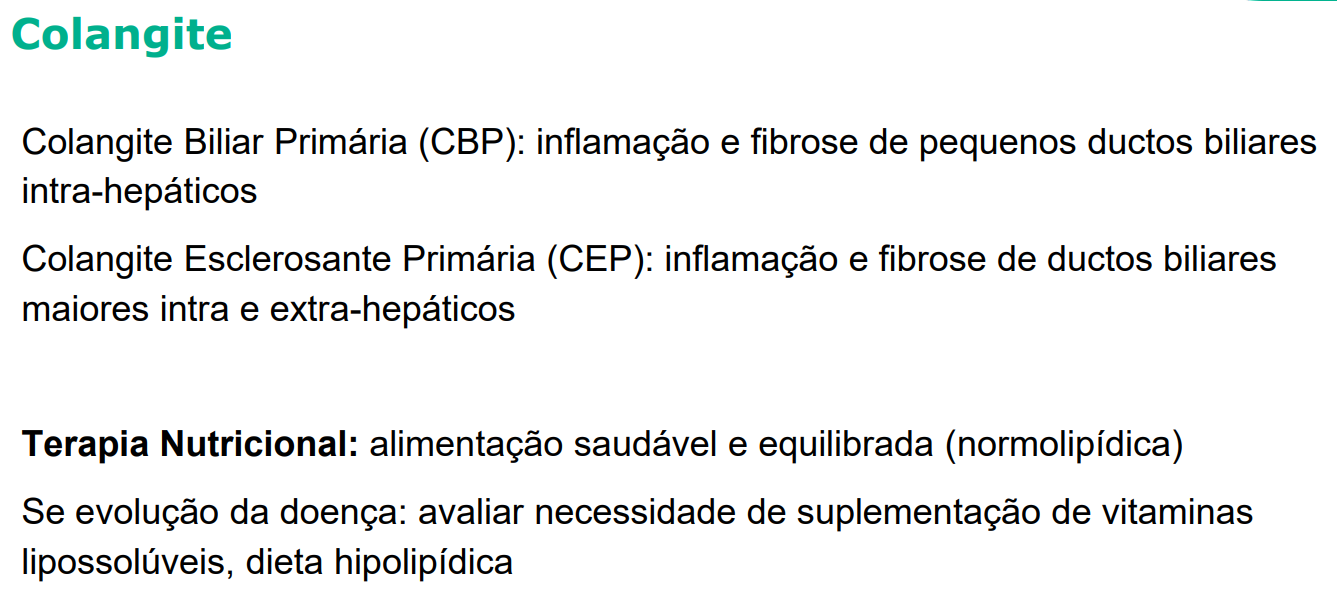 Colangite
Colangite Biliar Primária (CBP): inflamação e fibrose de pequenos ductos biliares
intra-hepáticos
Colangite Esclerosante Primária (CEP): inflamação e fibrose de ductos biliares
maiores intra e extra-hepáticos
Terapia Nutricional: alimentação saudável e equilibrada (normolipídica)
Se evolução da doença: avaliar necessidade de suplementação de vitaminas
lipossolúveis, dieta hipolipídica